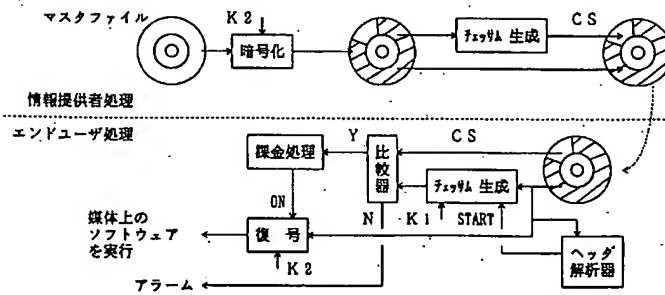 マスタファイル
K2
暗号化
チェッサム 生成
CS
情報提供者処理
エンドユーザ処理
課金処理
Y
比較器
CS
チェッサム 生成
ON
N
K1
START
媒体上の
ソフトウェア
を実行
復号
K2
ヘッダ
解析器
アラーム